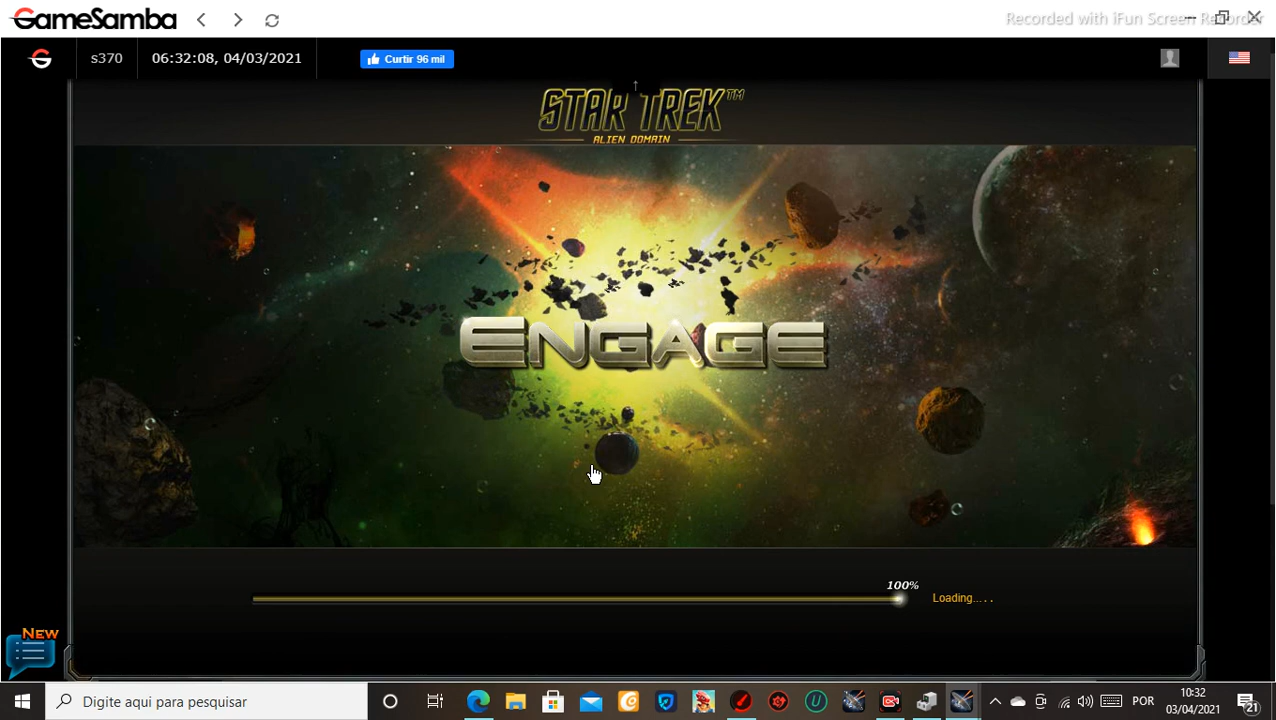 GameSamba
Recorded with iFun Screen Recorder
s370
06:32:08, 04/03/2021
Curtir 96 mil
STAR TREK™
ALIEN DOMAIN
ENGAGE
100%
Loading.....
NEW
Digite aqui para pesquisar
POR
10:32
03/04/2021
21